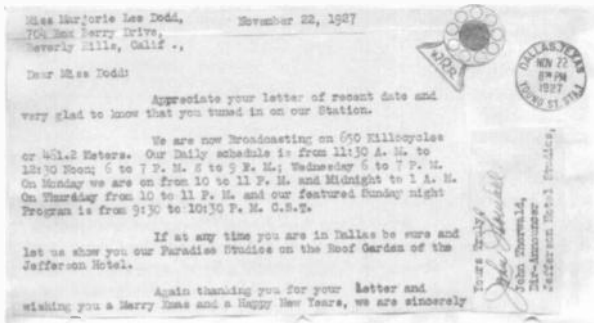 Miss Marjorie Lee Dodd,
November 22, 1927
704 Rex Berry Drive,
Beverly Hills, Calif .,
Dear Miss Dodd:
Appreciate your letter of recent date and
very glad to know that you tuned in on our Station.
We are now Broadcasting on 650 Killocycles
or 461.2 Meters. Our Daily schedule is from 11:30 A. M. to
12:30 Noon; 6 to 7 P. M. 8 to 9 P. M.; Wednesday 6 to 7 P. M.
On Monday we are on from 10 to 11 P. M. and Midnight to 1 A. M.
On Thursday from 10 to 11 P. M. and our featured Sunday night
Program is from 9:30 to 10:30 P. M. C.S.T.
If at any time you are in Dallas be sure and
let us show you our Paradise Studios on the Roof Garden of the
Jefferson Hotel.
Again thanking you for your Letter and
wishing you a Merry Xmas and a Happy New Years, we are sincerely
Yours Truly,
John Thorwald,
Dir-Announcer
Jefferson Hotel Studios,
DALLAS, TEXAS
NOV 22
8 PM
1927
YOUNG ST. STA.